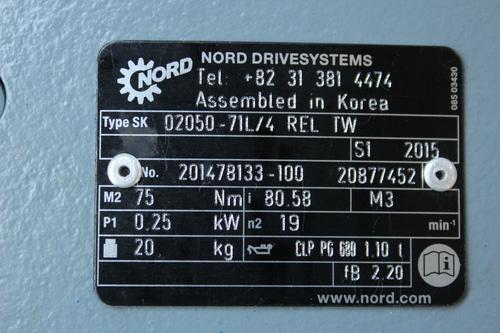 NORD
NORD DRIVESYSTEMS
Tel: +82 31 381 4474
Assembled in Korea
Type SK 02050-71L/4 REL TW
S1 2015
No. 201478133-100 20877452
M2 75 Nm i 80.58 M3
P1 0.25 kW n2 19 min-1
20 kg CLP PG 680 1.10 l
fB 2.20
www.nord.com
085 03430